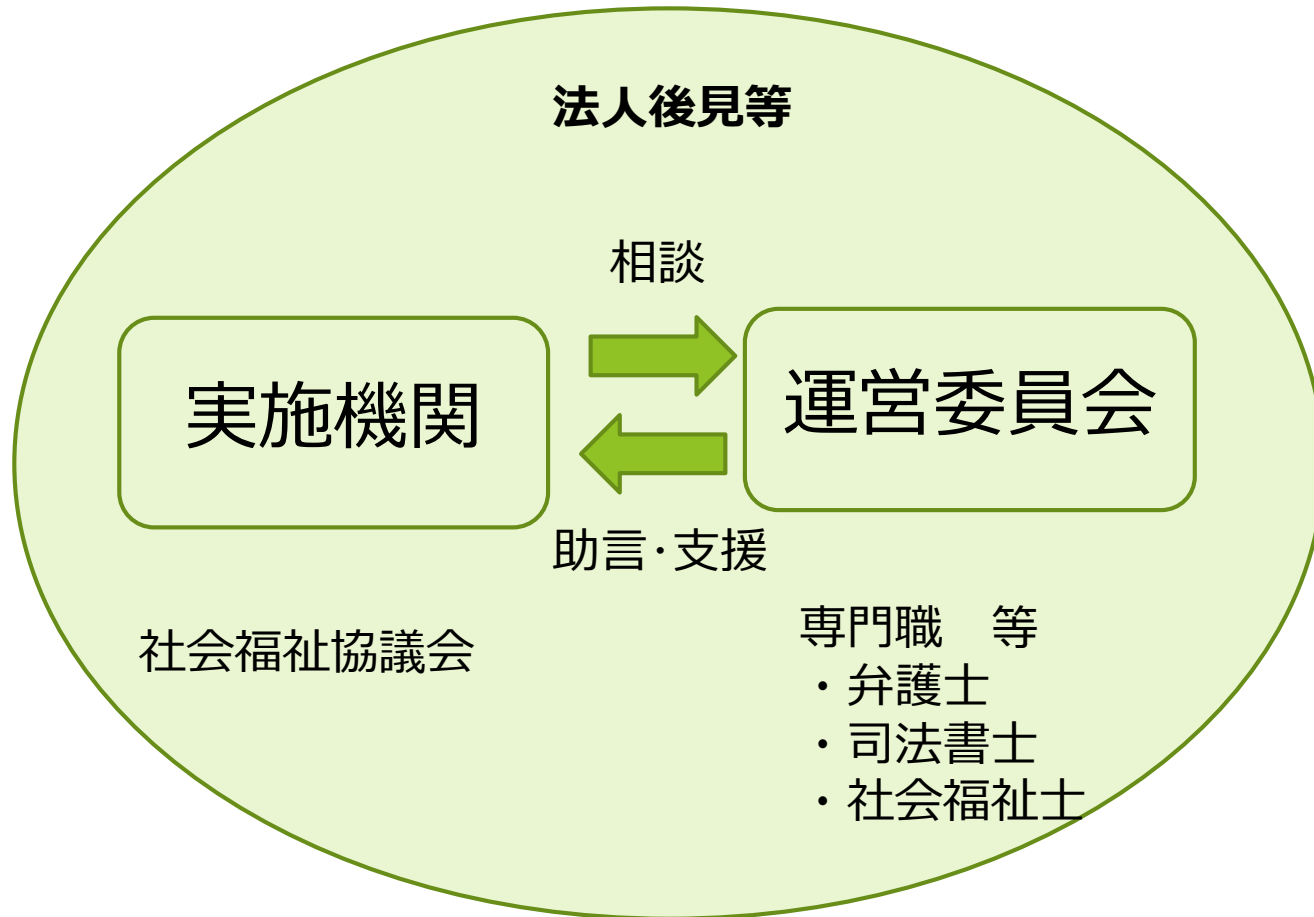 法人後見等
相談
実施機関
運営委員会
助言・支援
社会福祉協議会
専門職　等
・弁護士
・司法書士
・社会福祉士